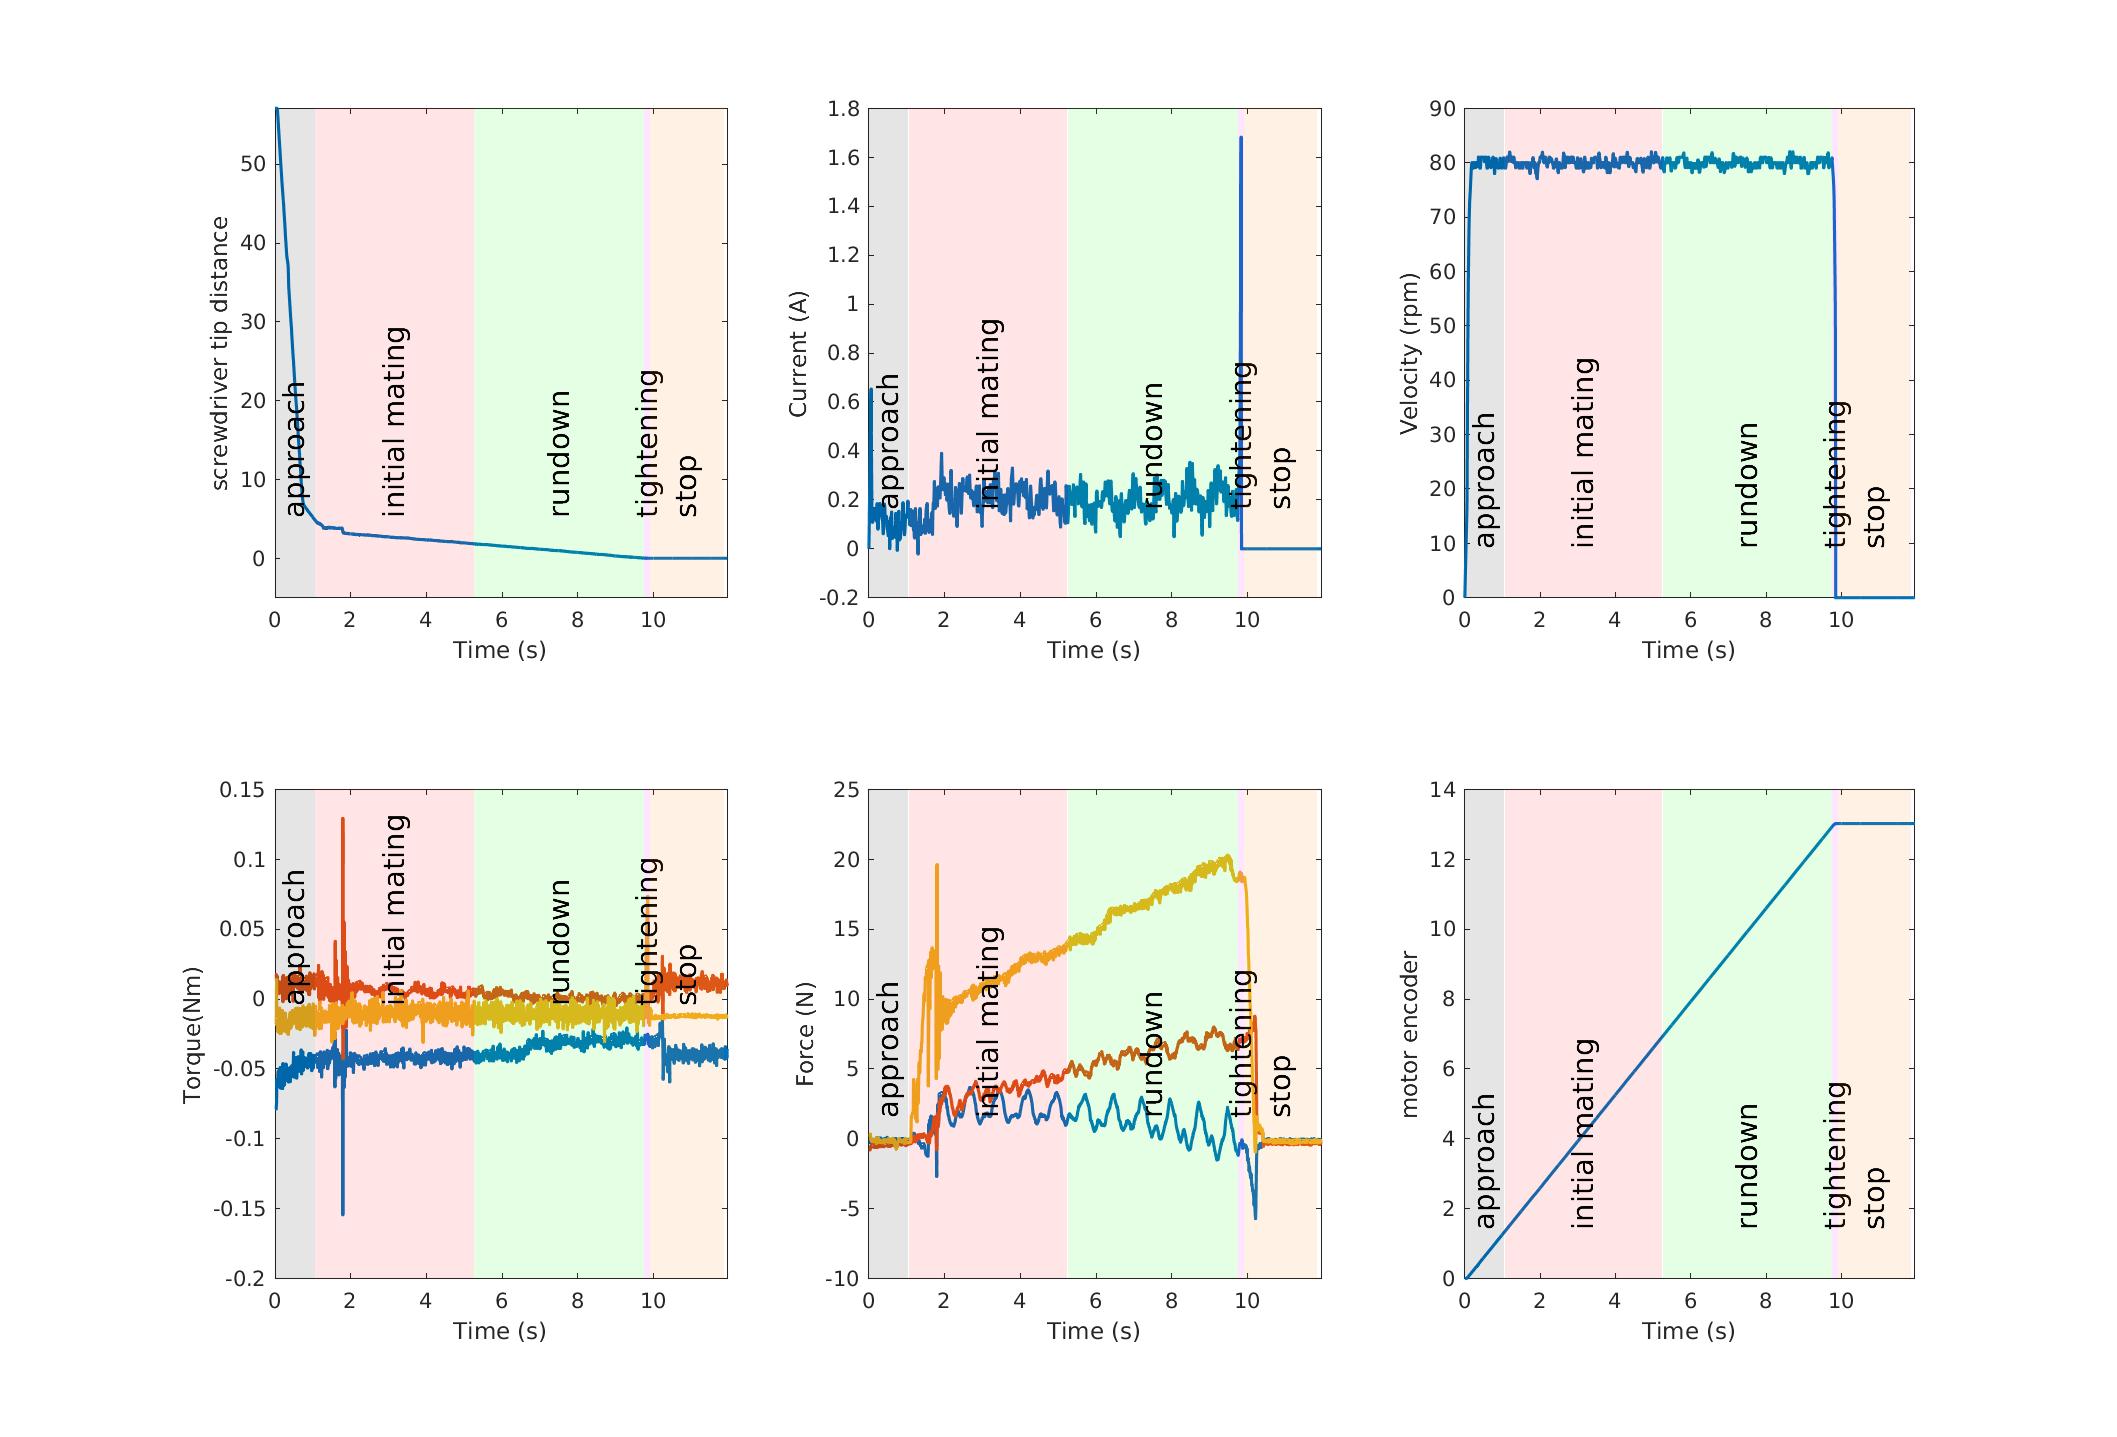 screwdriver tip distance
50
40
30
20
10
0
approach
initial mating
rundown
tightening
stop
0 2 4 6 8 10
Time (s)
Current (A)
1.8
1.6
1.4
1.2
1
0.8
0.6
0.4
0.2
0
-0.2
approach
initial mating
rundown
tightening
stop
0 2 4 6 8 10
Time (s)
Velocity (rpm)
90
80
70
60
50
40
30
20
10
0
approach
initial mating
rundown
tightening
stop
0 2 4 6 8 10
Time (s)
Torque(Nm)
0.15
0.1
0.05
0
-0.05
-0.1
-0.15
-0.2
approach
initial mating
rundown
tightening
stop
0 2 4 6 8 10
Time (s)
Force (N)
25
20
15
10
5
0
-5
-10
approach
initial mating
rundown
tightening
stop
0 2 4 6 8 10
Time (s)
motor encoder
14
12
10
8
6
4
2
0
approach
initial mating
rundown
tightening
stop
0 2 4 6 8 10
Time (s)